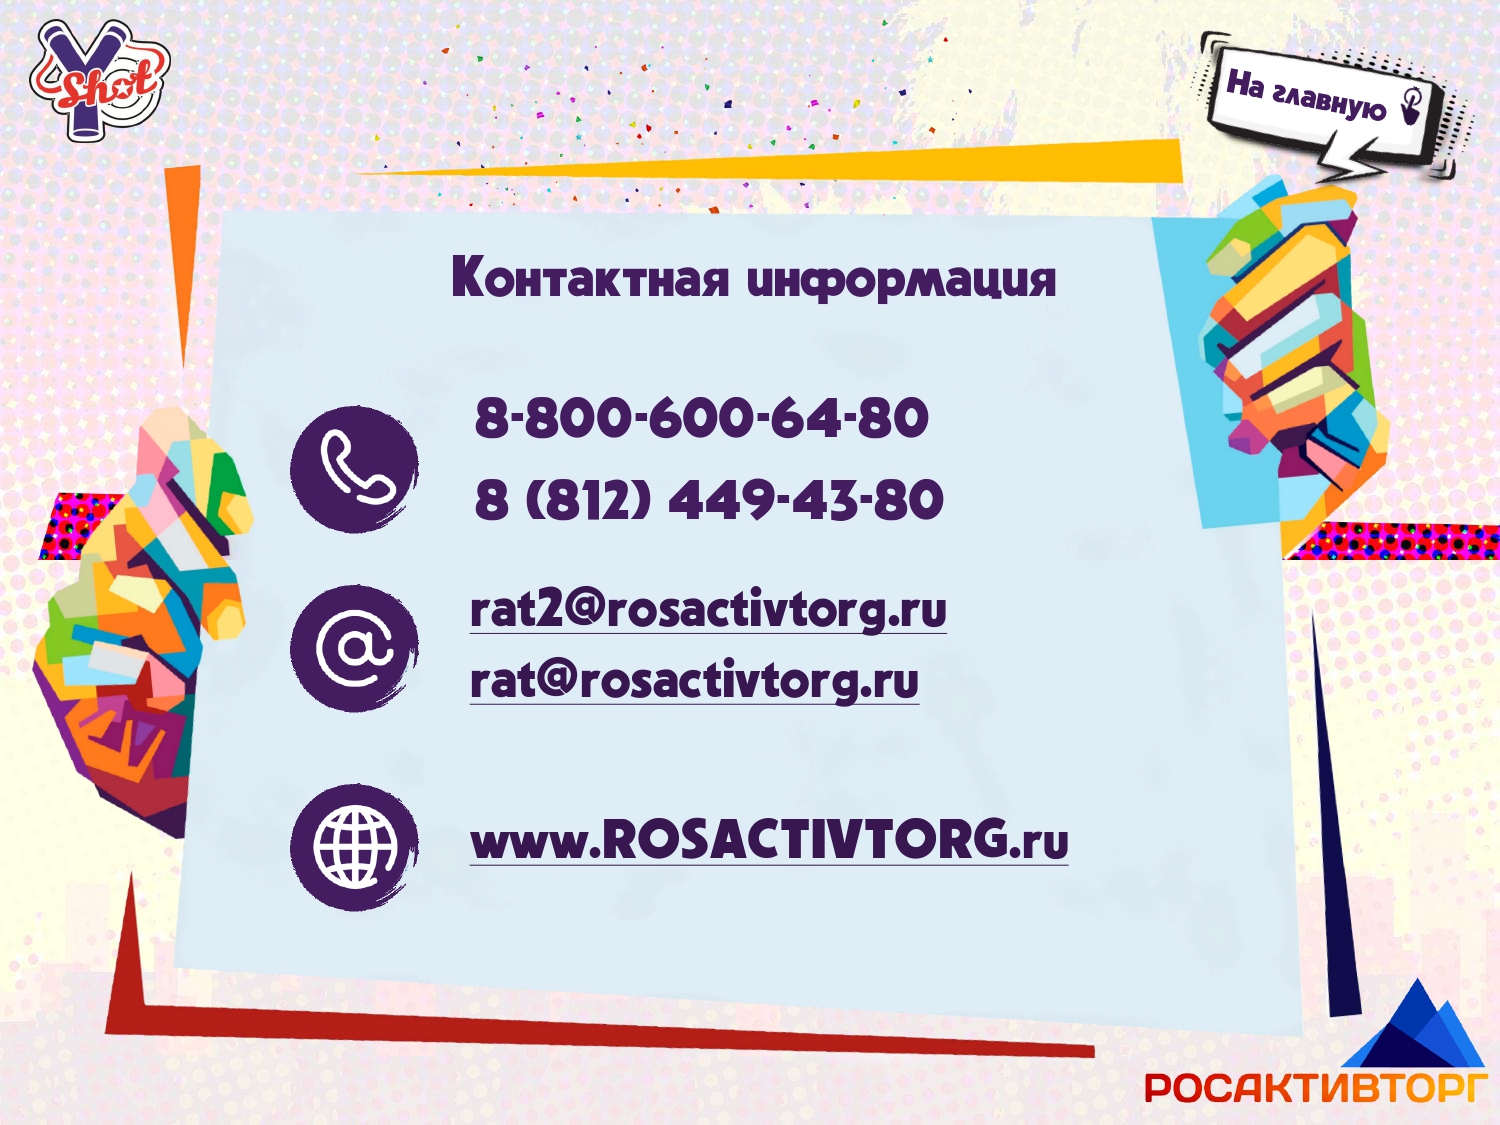 Y Shot
На главную
Контактная информация
8-800-600-64-80
8 (812) 449-43-80
rat2@rosactivtorg.ru
rat@rosactivtorg.ru
www.ROSACTIVTORG.ru
РОСАКТИВТОРГ